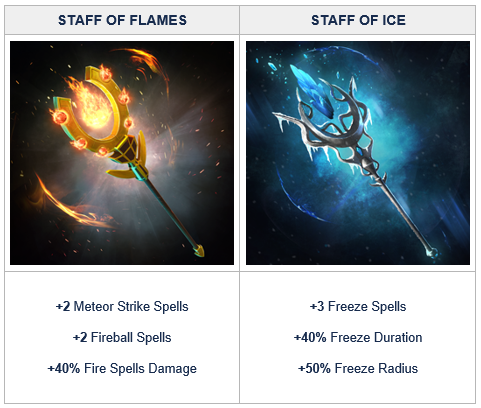 STAFF OF FLAMES
STAFF OF ICE
+2 Meteor Strike Spells
+2 Fireball Spells
+40% Fire Spells Damage
+3 Freeze Spells
+40% Freeze Duration
+50% Freeze Radius